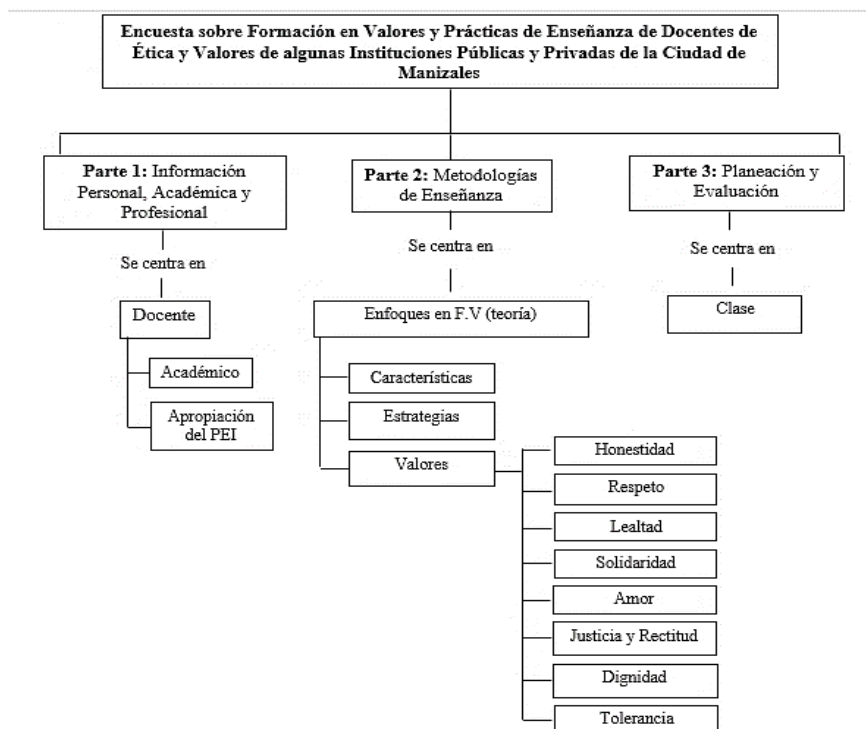 Encuesta sobre Formación en Valores y Prácticas de Enseñanza de Docentes de
Ética y Valores de algunas Instituciones Públicas y Privadas de la Ciudad de
Manizales
Parte 1: Información
Personal, Académica y
Profesional
Parte 2: Metodologías
de Enseñanza
Parte 3: Planeación y
Evaluación
Se centra en
Se centra en
Se centra en
Docente
Académico
Apropiación
del PEI
Enfoques en F.V (teoría)
Características
Estrategias
Valores
Clase
Honestidad
Respeto
Lealtad
Solidaridad
Amor
Justicia y Rectitud
Dignidad
Tolerancia